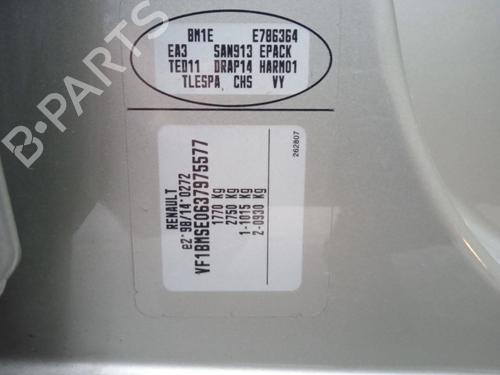 BM1E E786364
EA3 SAN913 EPACK
TED11 DRAP14 HARM01
TLESPA, CHS VY
RENAULT
e2*98/14*0272
VF1BMSE0637975577
1770 Kg
2750 Kg
1-1015 Kg
2-0930 Kg
262807
B-Parts